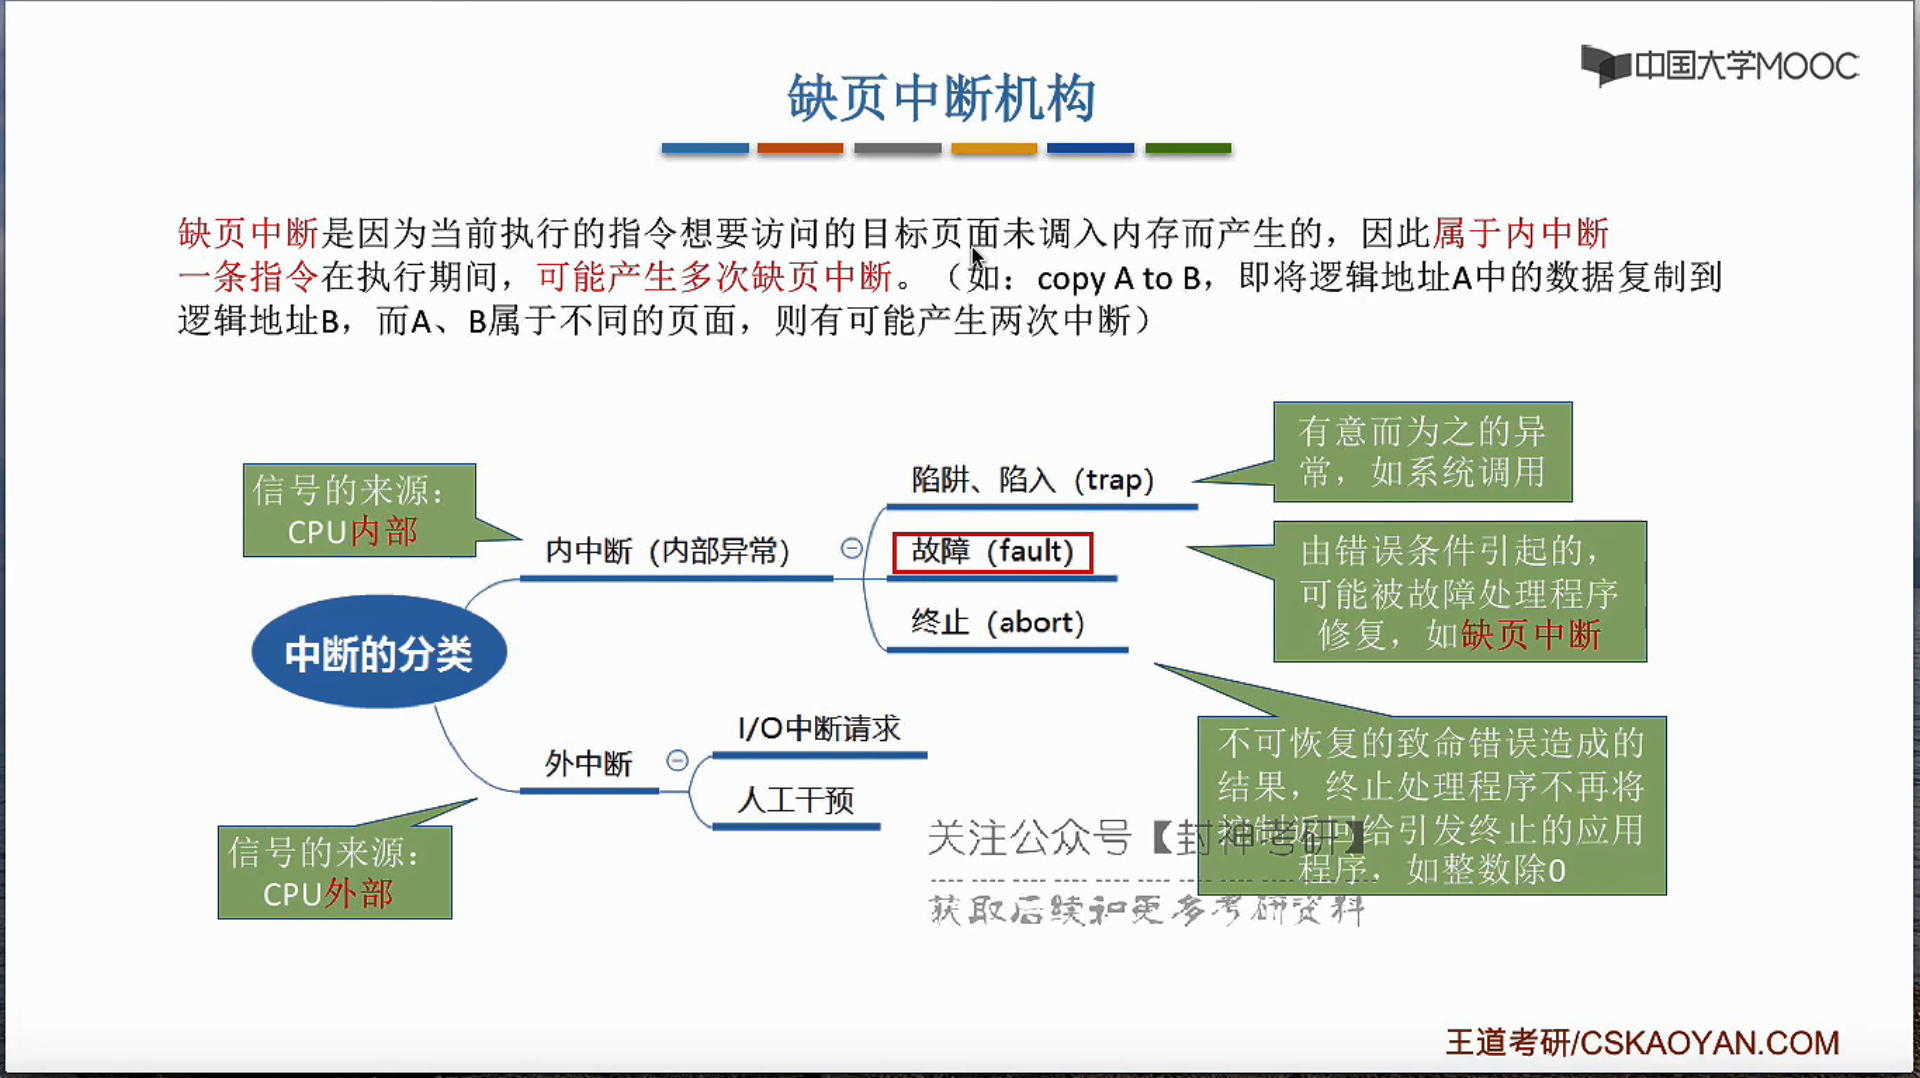 中国大学MOOC
缺页中断机构
缺页中断是因为当前执行的指令想要访问的目标页面未调入内存而产生的，因此属于内中断
一条指令在执行期间，可能产生多次缺页中断。（如：copy A to B，即将逻辑地址A中的数据复制到
逻辑地址B，而A、B属于不同的页面，则有可能产生两次中断）
信号的来源：
CPU内部
内中断（内部异常）
陷阱、陷入（trap）
有意而为之的异
常，如系统调用
故障（fault）
由错误条件引起的，
可能被故障处理程序
修复，如缺页中断
终止（abort）
不可恢复的致命错误造成的
结果，终止处理程序不再将
控制返回给引发终止的应用
程序，如整数除0
中断的分类
外中断
I/O中断请求
人工干预
信号的来源：
CPU外部
关注公众号【封神考研】
获取后续和更多考研资料
王道考研/CSKAOYAN.COM